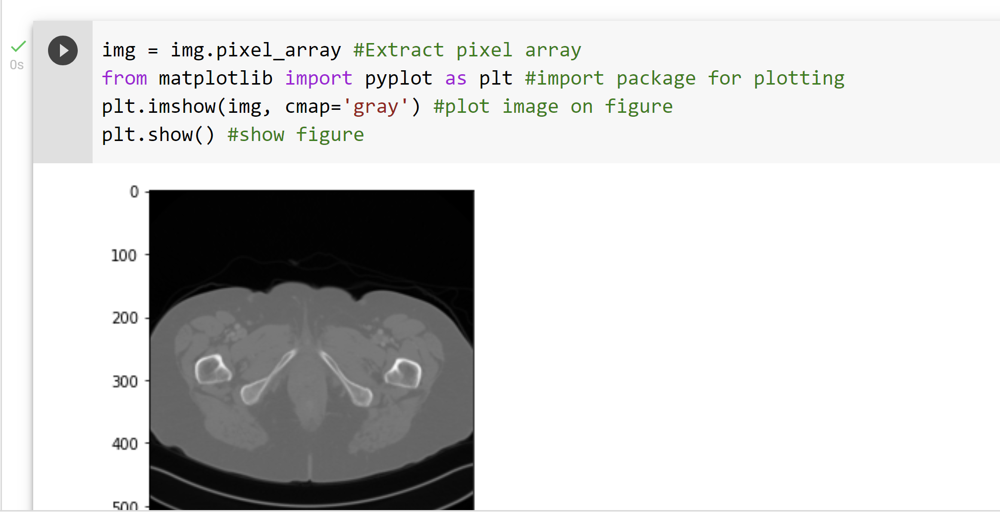 img = img.pixel_array #Extract pixel array
0s
from matplotlib import pyplot as plt #import package for plotting
plt.imshow(img, cmap='gray') #plot image on figure
plt.show() #show figure
0
100
200
300
400
500